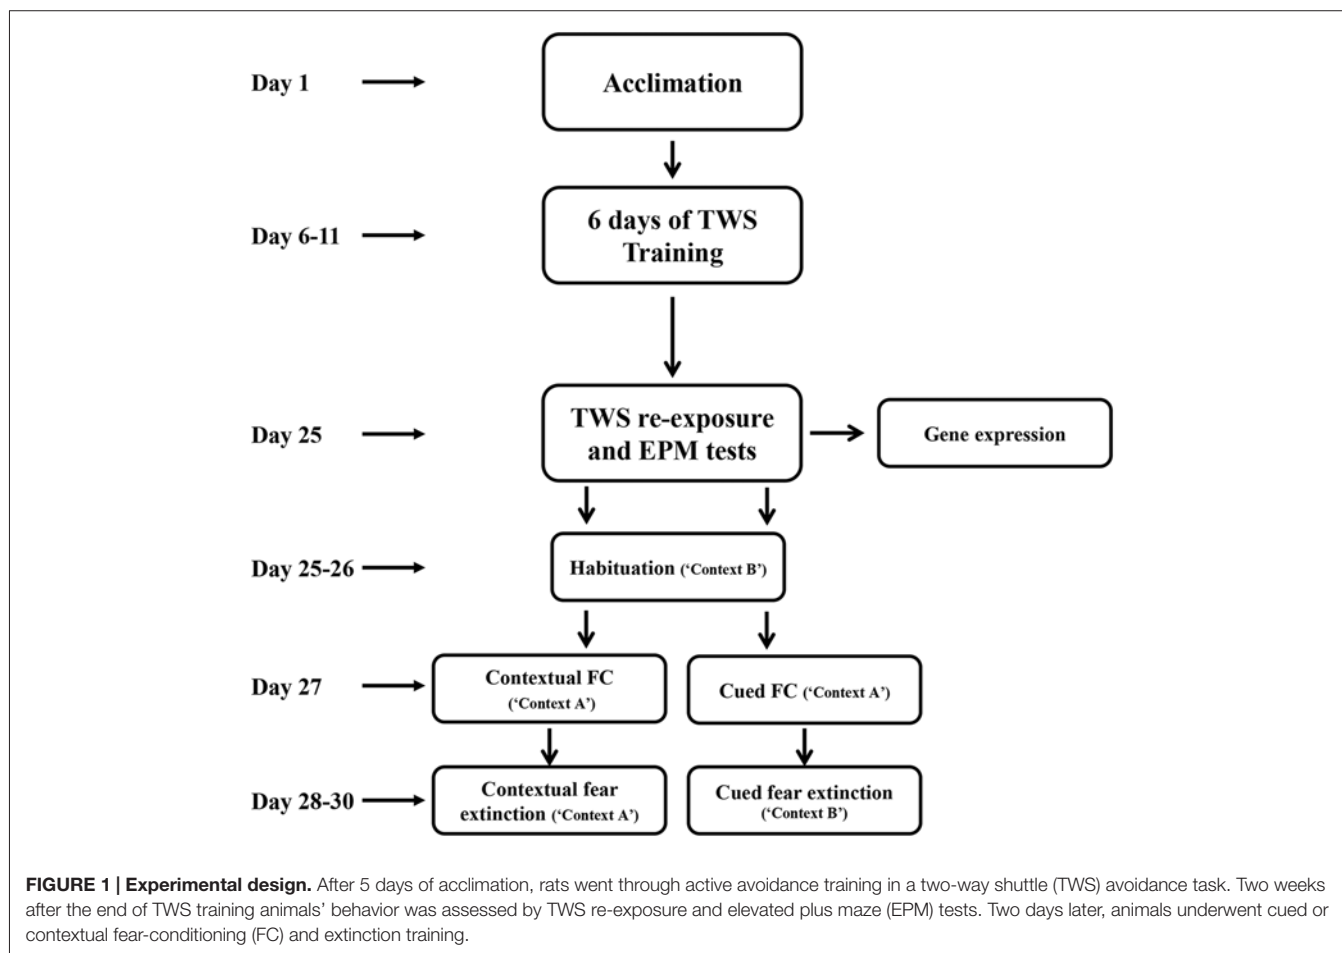 Day 1
Acclimation
Day 6-11
6 days of TWS
Training
Day 25
TWS re-exposure
and EPM tests
Gene expression
Day 25-26
Habituation (‘Context B’)
Day 27
Contextual FC
(‘Context A’)
Cued FC (‘Context A’)
Day 28-30
Contextual fear
extinction (‘Context A’)
Cued fear extinction
(‘Context B’)
FIGURE 1 | Experimental design. After 5 days of acclimation, rats went through active avoidance training in a two-way shuttle (TWS) avoidance task. Two weeks
after the end of TWS training animals’ behavior was assessed by TWS re-exposure and elevated plus maze (EPM) tests. Two days later, animals underwent cued or
contextual fear-conditioning (FC) and extinction training.